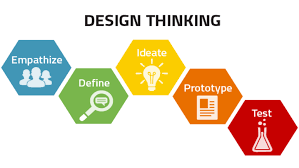 DESIGN THINKING
Empathize
Define
Ideate
Prototype
Test